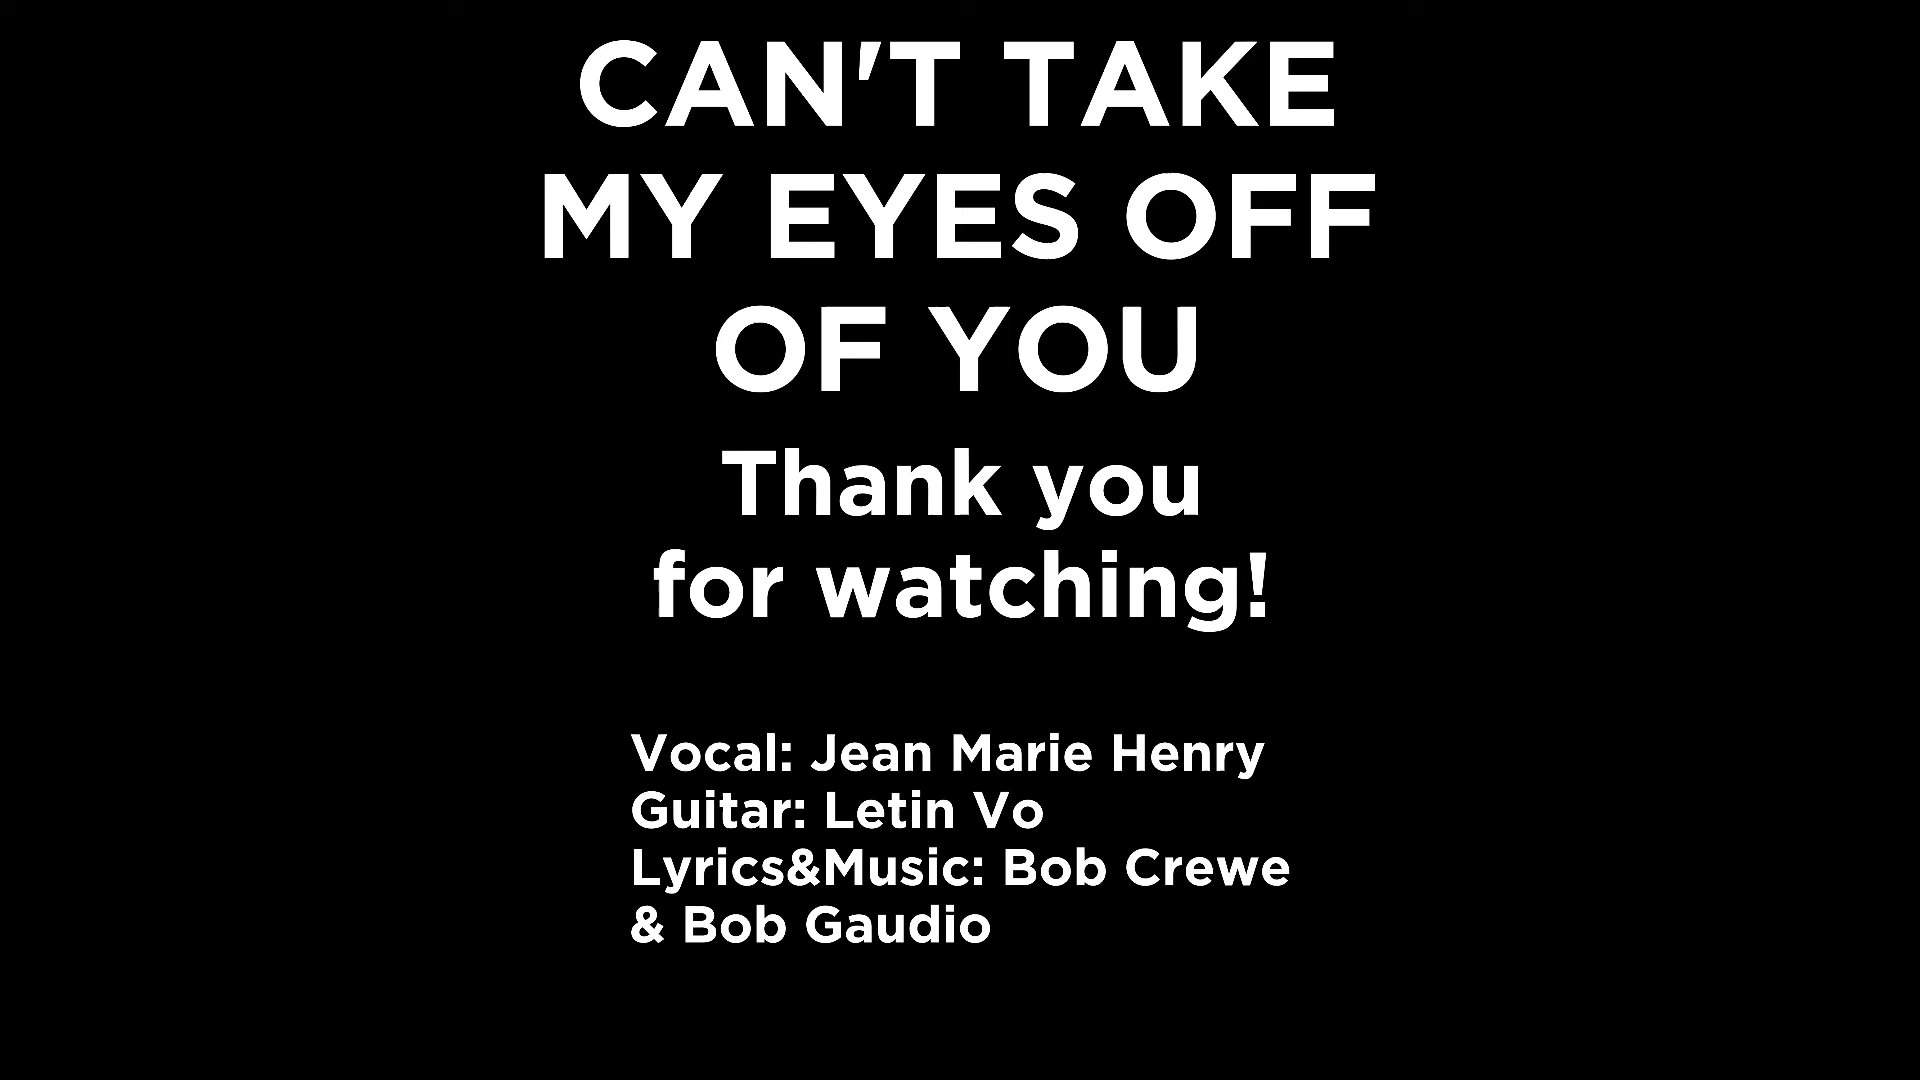 CAN'T TAKE
MY EYES OFF
OF YOU
Thank you
for watching!
Vocal: Jean Marie Henry
Guitar: Letin Vo
Lyrics&Music: Bob Crewe
& Bob Gaudio